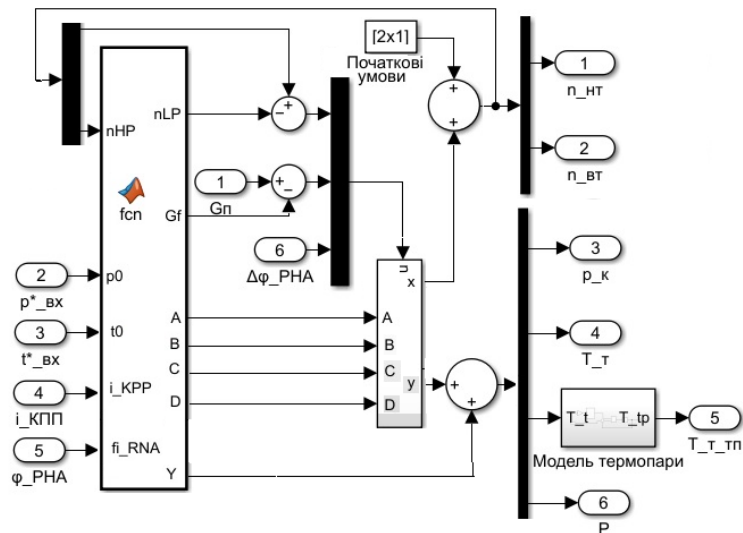 [2x1]
Початкові
умови
1
n_нт
2
n_вт
nHP
nLP
fcn
Gf
1
Gп
6
Δφ_РНА
u
x
y
A
B
C
D
2
p*_вх
p0
3
t*_вх
t0
4
i_КПП
i_KPP
5
φ_РНА
fi_RNA
A
B
C
D
Y
3
p_к
4
T_т
T_t
T_tp
Модель термопари
5
T_т_тп
6
P